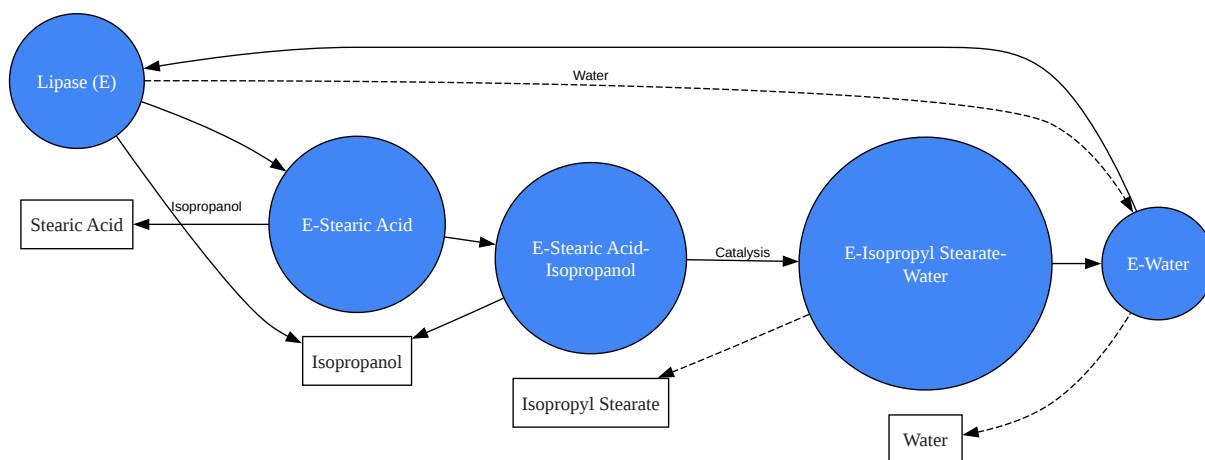 Lipase (E)
Water
Stearic Acid
Isopropanol
E-Stearic Acid
E-Stearic Acid-
Isopropanol
Catalysis
E-Isopropyl Stearate-
Water
E-Water
Isopropanol
Isopropyl Stearate
Water